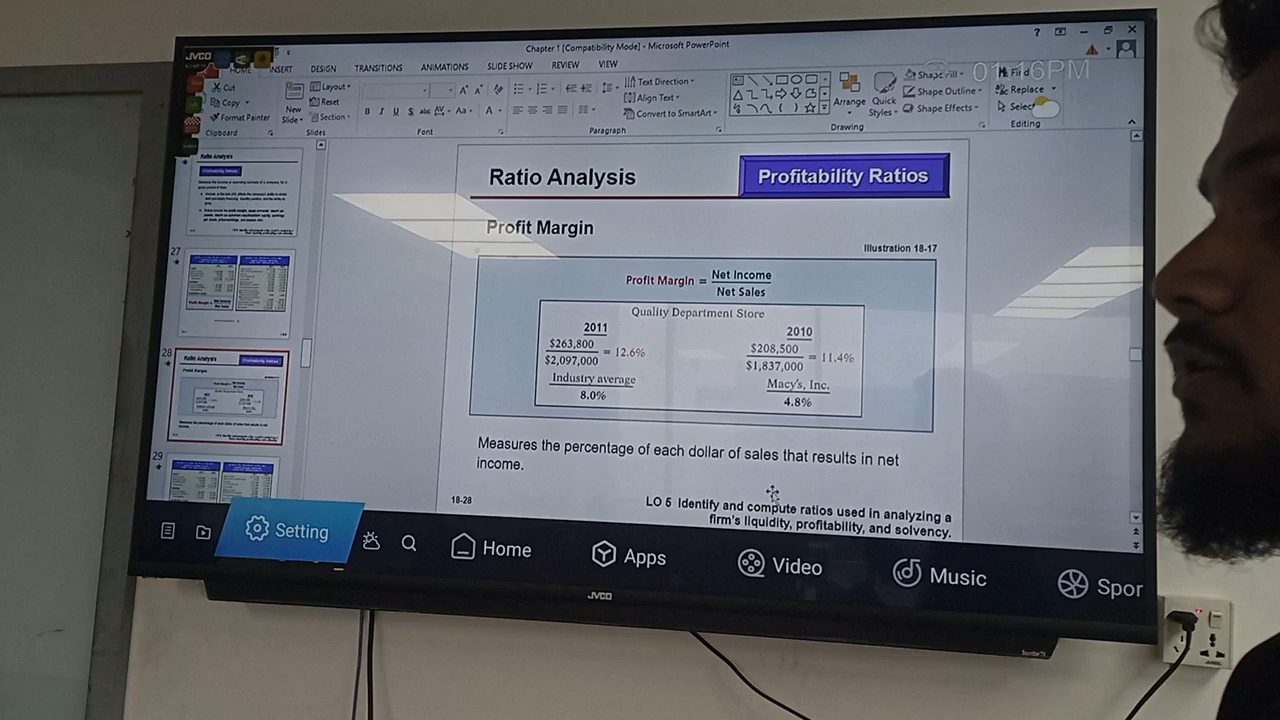 JVCO
Chapter 1 [Compatibility Mode] - Microsoft PowerPoint
?
HOME INSERT DESIGN TRANSITIONS ANIMATIONS SLIDE SHOW REVIEW VIEW
01:16PM
Cut
Copy
Format Painter
Clipboard
New
Slide
Layout
Reset
Section
Slides
B I U S abc AV Aa A
Font
Text Direction
Align Text
Convert to SmartArt
Paragraph
Arrange
Quick
Styles
Shape Fill
Shape Outline
Shape Effects
Drawing
Find
Replace
Select
Editing
Ratio Analysis
27
28
Ratio Analysis
29
Ratio Analysis
Profitability Ratios
Profit Margin
Illustration 18-17
Profit Margin = Net Income
Net Sales
Quality Department Store
2011 2010
$263,800 $208,500
= 12.6% = 11.4%
$2,097,000 $1,837,000
Industry average Macy's, Inc.
8.0% 4.8%
Measures the percentage of each dollar of sales that results in net
income.
18-28
LO 5 Identify and compute ratios used in analyzing a
firm's liquidity, profitability, and solvency.
Setting
Home
Apps
Video
Music
Spor
JVCO